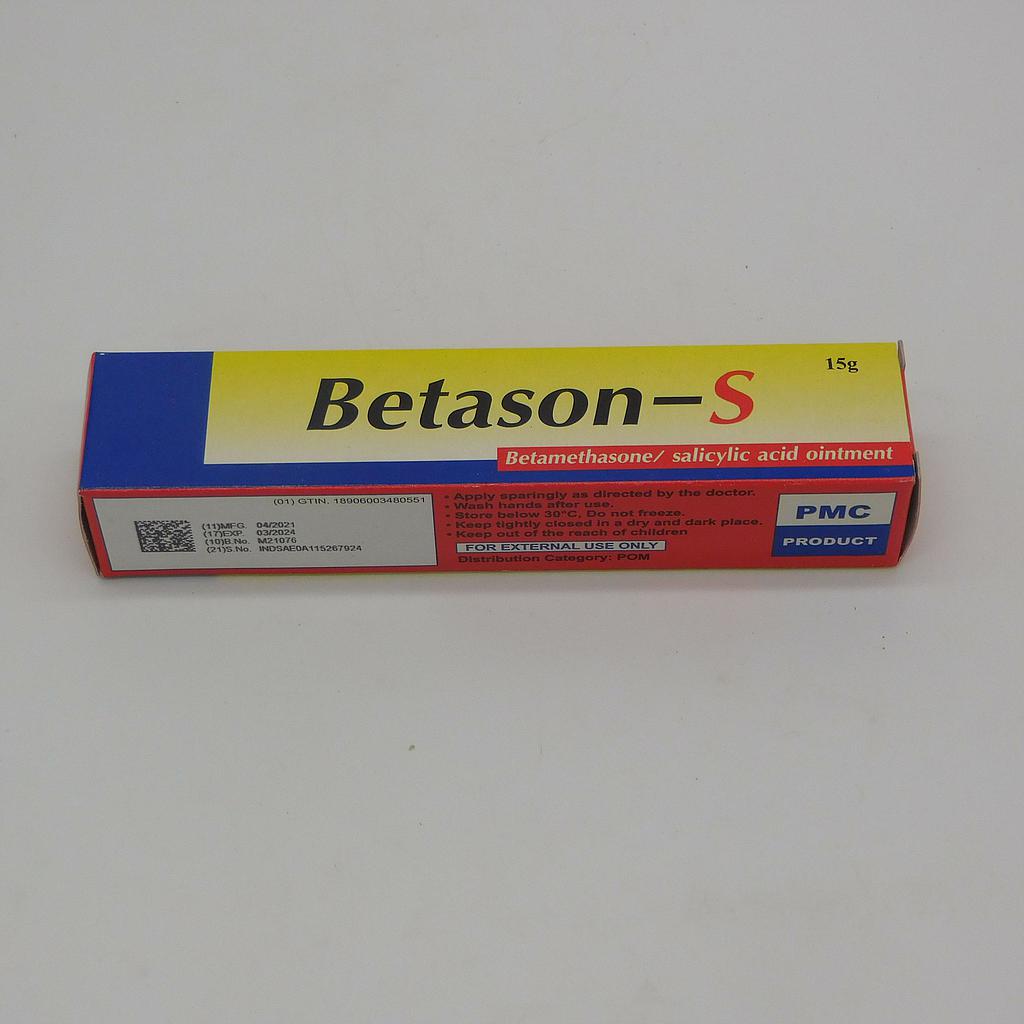 15g
Betason-S
Betamethasone/ salicylic acid ointment
(01) GTIN. 18906003480551
(11)MFG. 04/2021
(17)EXP. 03/2024
(10)B.No. M21076
(21)S.No. INDSAE0A115267924
• Apply sparingly as directed by the doctor.
• Wash hands after use.
• Store below 30°C, Do not freeze.
• Keep tightly closed in a dry and dark place.
• Keep out of the reach of children
FOR EXTERNAL USE ONLY
Distribution Category: POM
PMC
PRODUCT